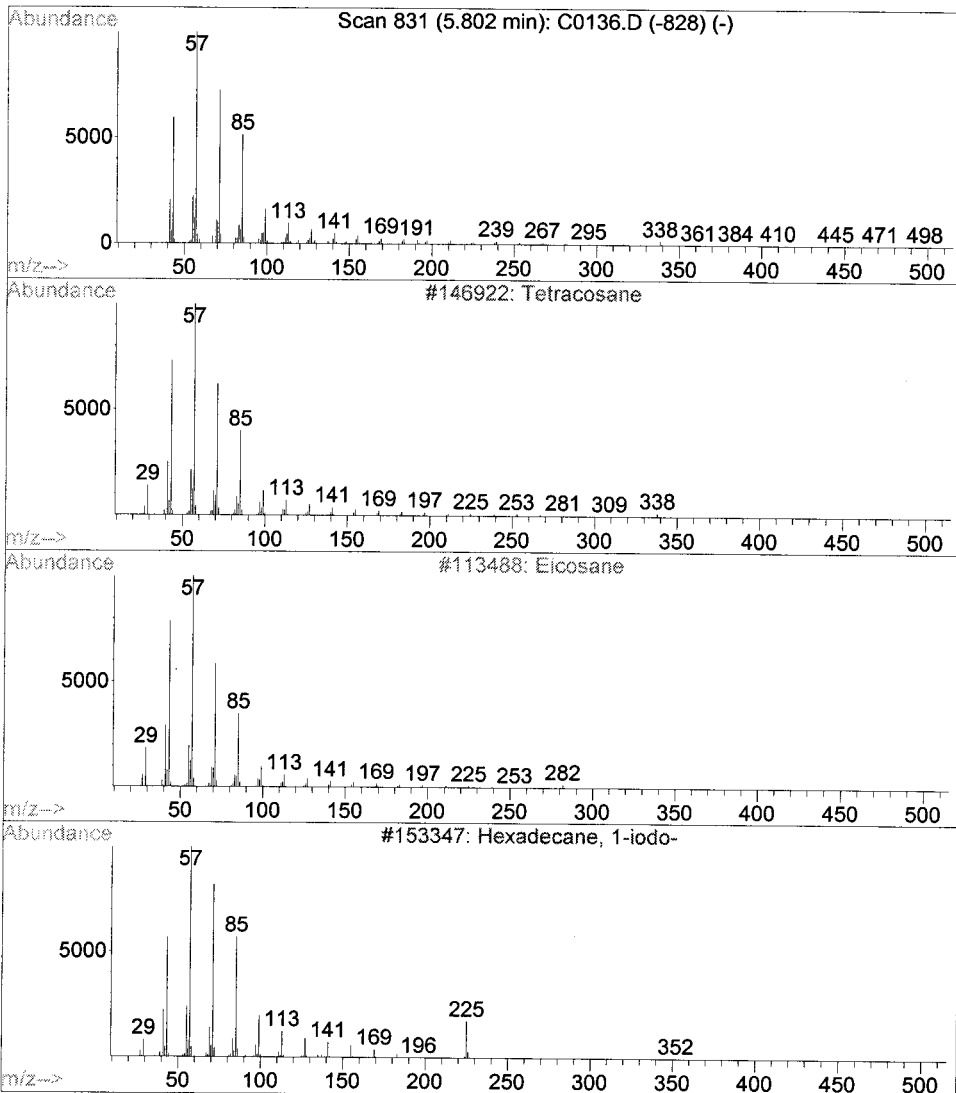 Abundance
Scan 831 (5.802 min): C0136.D (-828) (-)
57
5000
85
113 141 169 191 239 267 295 338 361 384 410 445 471 498
0
50 100 150 200 250 300 350 400 450 500
m/z-->
Abundance
#146922: Tetracosane
57
5000
85
29
113 141 169 197 225 253 281 309 338
50 100 150 200 250 300 350 400 450 500
m/z-->
Abundance
#113488: Eicosane
57
5000
85
29
113 141 169 197 225 253 282
50 100 150 200 250 300 350 400 450 500
m/z-->
Abundance
#153347: Hexadecane, 1-iodo-
57
85
5000
225
29
113 141 169 196 352
50 100 150 200 250 300 350 400 450 500
m/z-->